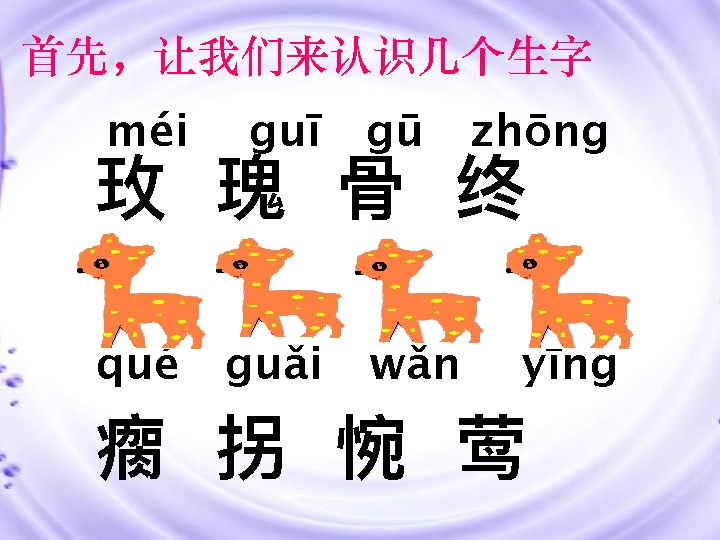 首先，让我们来认识几个生字
méi guī gū zhōng
玫 瑰 骨 终
qué guǎi wǎn yīng
瘸 拐 惋 莺